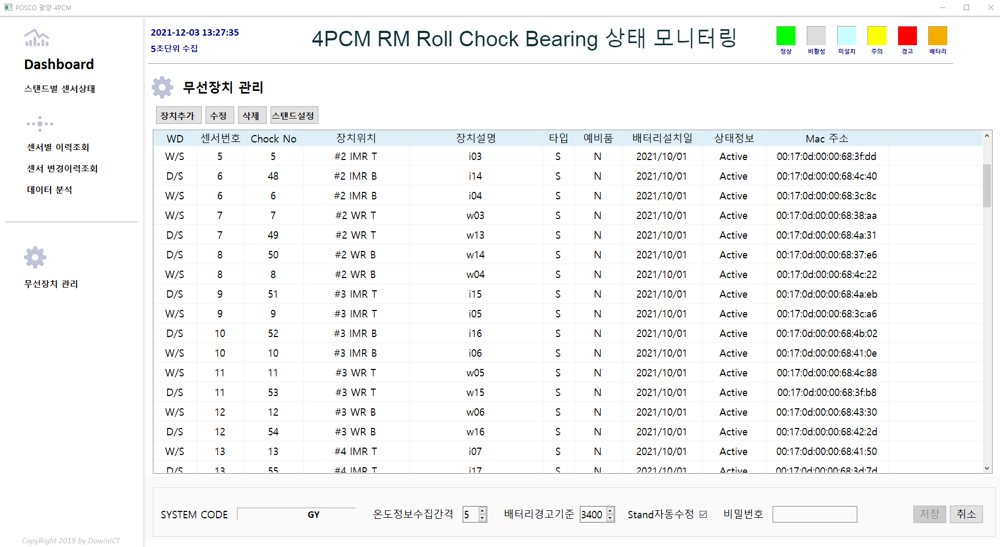 POSCO 광양 4PCM
Dashboard
스탠드별 센서상태
센서별 이력조회
센서 변경이력조회
데이터 분석
무선장치 관리
CopyRight 2019 by DawinICT
2021-12-03 13:27:35
5초단위 수집
4PCM RM Roll Chock Bearing 상태 모니터링
정상 비활성 미설치 주의 경고 배터리
무선장치 관리
장치추가 수정 삭제 스탠드설정
WD 센서번호 Chock No 장치위치 장치설명 타입 예비품 배터리설치일 상태정보 Mac 주소
W/S 5 5 #2 IMR T i03 S N 2021/10/01 Active 00:17:0d:00:00:68:3f:dd
D/S 6 48 #2 IMR B i14 S N 2021/10/01 Active 00:17:0d:00:00:68:4c:40
W/S 6 6 #2 IMR B i04 S N 2021/10/01 Active 00:17:0d:00:00:68:3c:8c
W/S 7 7 #2 WR T w03 S N 2021/10/01 Active 00:17:0d:00:00:68:38:aa
D/S 7 49 #2 WR T w13 S N 2021/10/01 Active 00:17:0d:00:00:68:4a:31
D/S 8 50 #2 WR B w14 S N 2021/10/01 Active 00:17:0d:00:00:68:37:e6
W/S 8 8 #2 WR B w04 S N 2021/10/01 Active 00:17:0d:00:00:68:4c:22
D/S 9 51 #3 IMR T i15 S N 2021/10/01 Active 00:17:0d:00:00:68:4a:eb
W/S 9 9 #3 IMR T i05 S N 2021/10/01 Active 00:17:0d:00:00:68:3c:a6
D/S 10 52 #3 IMR B i16 S N 2021/10/01 Active 00:17:0d:00:00:68:4b:02
W/S 10 10 #3 IMR B i06 S N 2021/10/01 Active 00:17:0d:00:00:68:41:0e
W/S 11 11 #3 WR T w05 S N 2021/10/01 Active 00:17:0d:00:00:68:4c:88
D/S 11 53 #3 WR T w15 S N 2021/10/01 Active 00:17:0d:00:00:68:3f:b8
W/S 12 12 #3 WR B w06 S N 2021/10/01 Active 00:17:0d:00:00:68:43:30
D/S 12 54 #3 WR B w16 S N 2021/10/01 Active 00:17:0d:00:00:68:42:2d
W/S 13 13 #4 IMR T i07 S N 2021/10/01 Active 00:17:0d:00:00:68:41:50
D/S 13 55 #4 IMR T i17 S N 2021/10/01 Active 00:17:0d:00:00:68:3d:7d
SYSTEM CODE GY 온도정보수집간격 5 배터리경고기준 3400 Stand자동수정 비밀번호 저장 취소